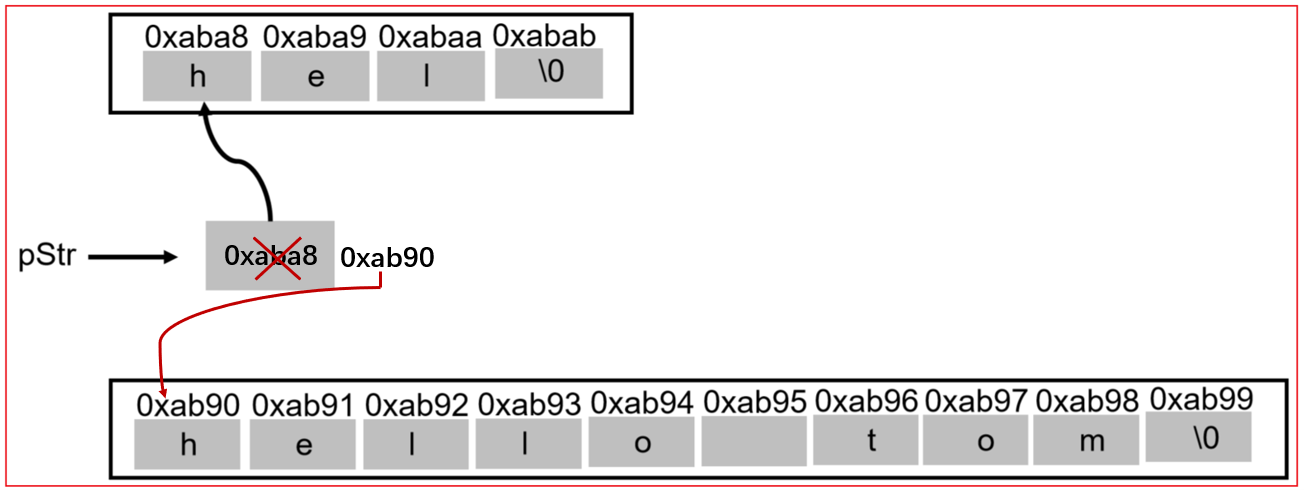 0xaba8 0xaba9 0xabaa 0xabab
h e l \0
pStr 0xaba8 0xab90
0xab90 0xab91 0xab92 0xab93 0xab94 0xab95 0xab96 0xab97 0xab98 0xab99
h e l l o t o m \0